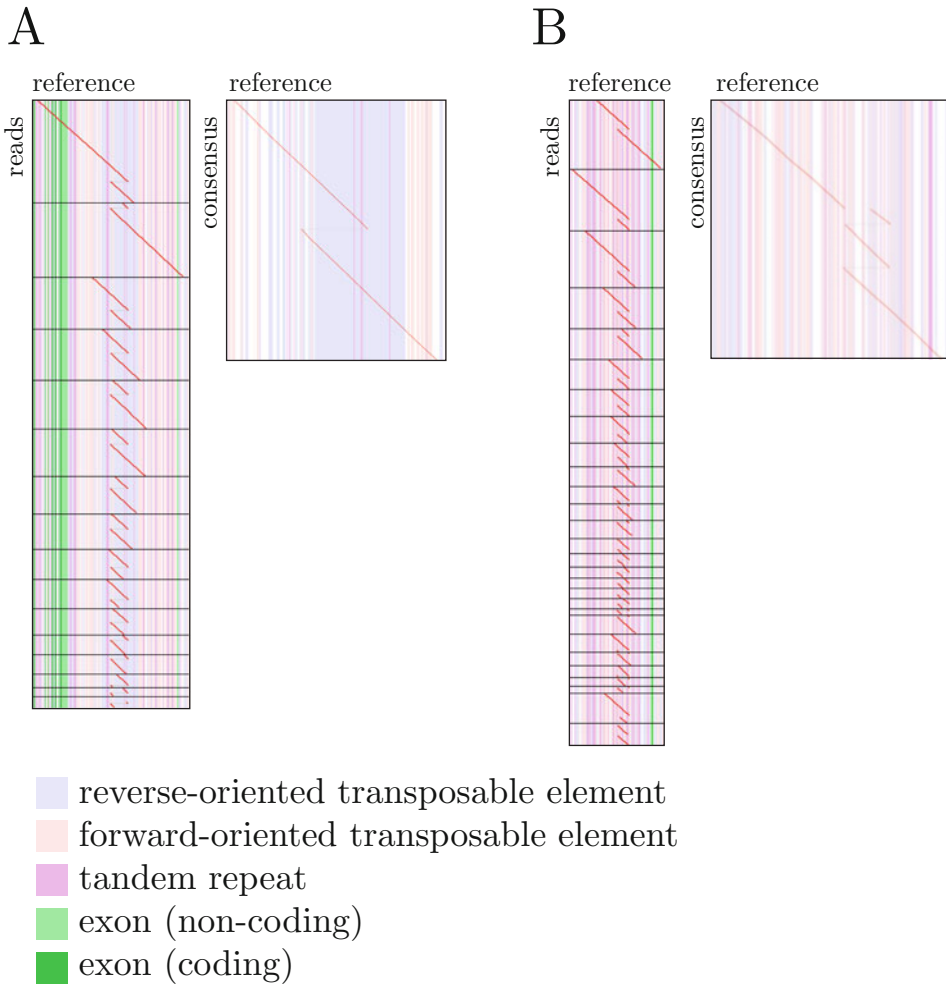 A
B
reference
reference
reference
reference
reads
consensus
reads
consensus
reverse-oriented transposable element
forward-oriented transposable element
tandem repeat
exon (non-coding)
exon (coding)